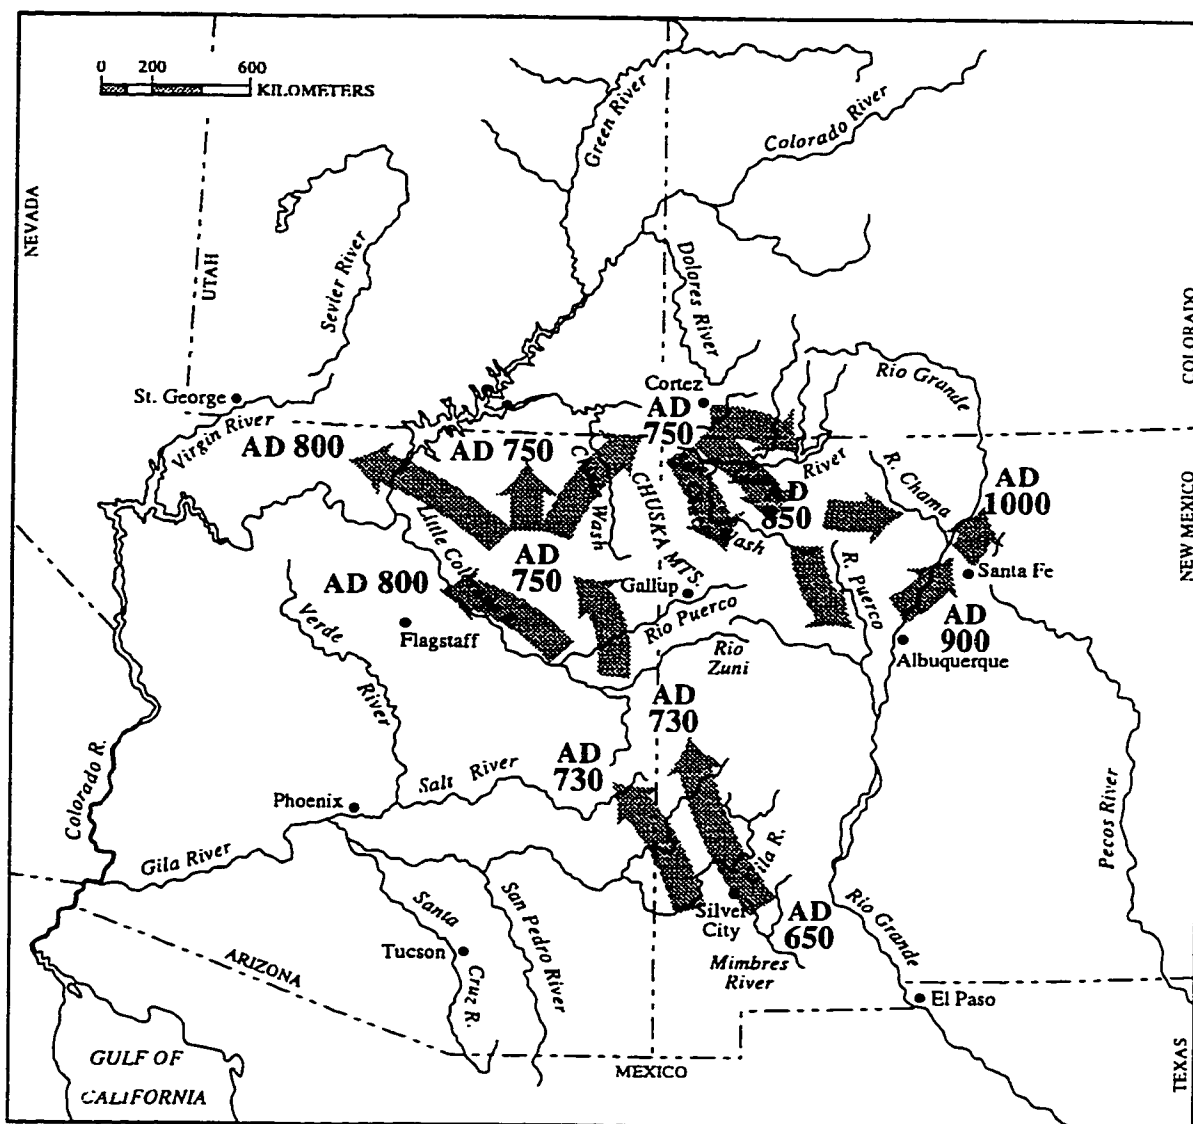 0 200 600
KILOMETERS
NEVADA
UTAH
Sevier River
Green River
Colorado River
Dolores River
COLORADO
Rio Grande
St. George
Virgin River
Cortez
AD 800
AD 750
AD
750
River
R. Chama
AD
1000
NEW MEXICO
Wash
CHUSKA MTS.
AD
850
Wash
Little Col
AD
750
AD 800
Gallup
R. Puerco
Santa Fe
Verde
River
Flagstaff
Rio Puerco
AD
900
Albuquerque
Rio
Zuni
AD
730
AD
730
Colorado R.
Salt River
Phoenix
Gila River
Pecos River
Gila R.
Santa
Cruz R.
San Pedro River
Silver
City
AD
650
Rio Grande
Tucson
Mimbres
River
ARIZONA
El Paso
GULF OF
CALIFORNIA
MEXICO
TEXAS